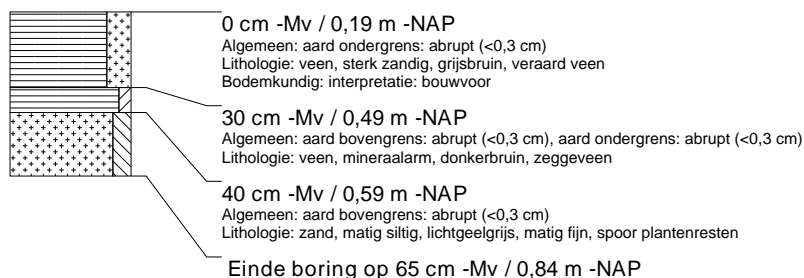 0 cm -Mv / 0,19 m -NAP
Algemeen: aard ondergrens: abrupt (<0,3 cm)
Lithologie: veen, sterk zandig, grijsbruin, veraard veen
Bodemkundig: interpretatie: bouwvoor
30 cm -Mv / 0,49 m -NAP
Algemeen: aard bovengrens: abrupt (<0,3 cm), aard ondergrens: abrupt (<0,3 cm)
Lithologie: veen, mineraalarm, donkerbruin, zeggeveen
40 cm -Mv / 0,59 m -NAP
Algemeen: aard bovengrens: abrupt (<0,3 cm)
Lithologie: zand, matig siltig, lichtgeelgrijs, matig fijn, spoor plantenresten
Einde boring op 65 cm -Mv / 0,84 m -NAP